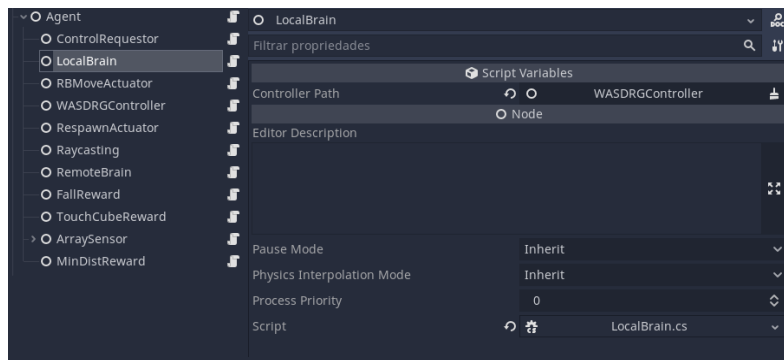 Agent
ControlRequestor
LocalBrain
RBMoveActuator
WASDRGController
RespawnActuator
Raycasting
RemoteBrain
FallReward
TouchCubeReward
ArraySensor
MinDistReward
LocalBrain
DOC
Filtrar propriedades
Script Variables
Controller Path WASDRGController
Node
Editor Description
Pause Mode Inherit
Physics Interpolation Mode Inherit
Process Priority 0
Script LocalBrain.cs